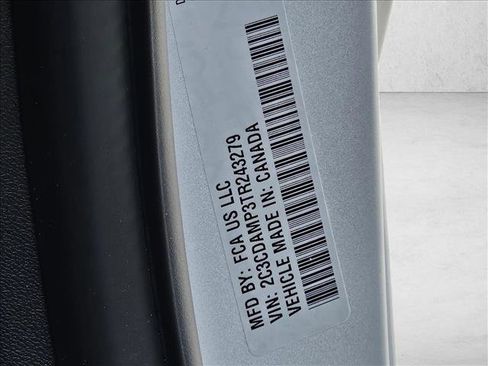 MFD BY: FCA US LLC
VIN: 2C3CDAMP3TR243279
VEHICLE MADE IN: CANADA